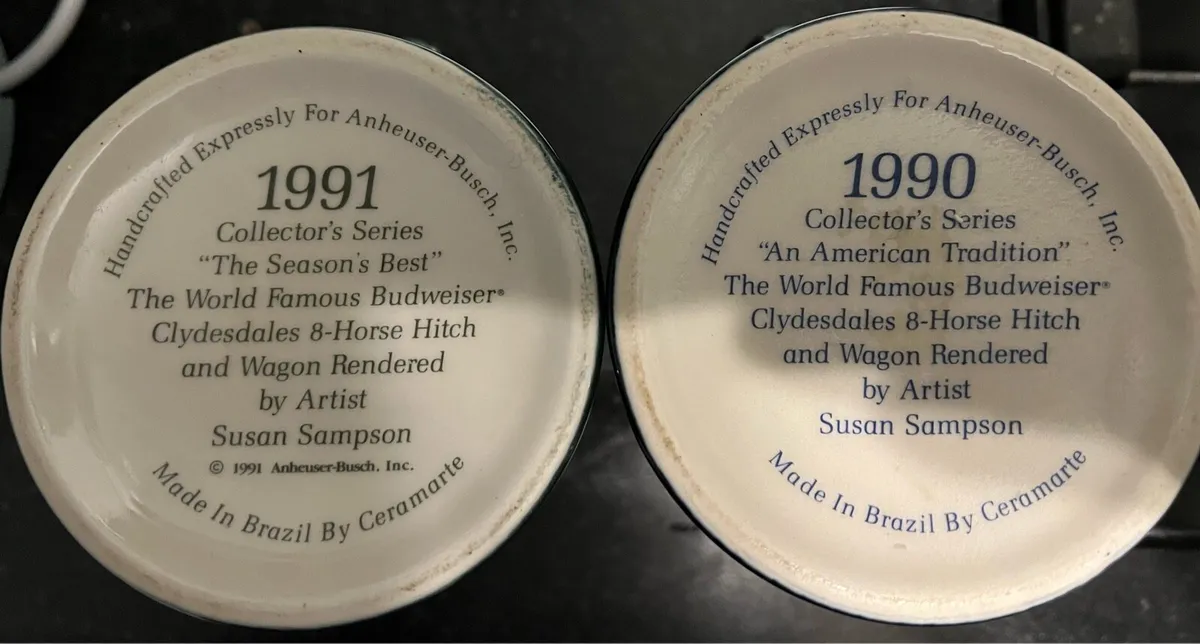 Handcrafted Expressly For Anheuser-Busch, Inc.
1991
Collector's Series
"The Season's Best"
The World Famous Budweiser®
Clydesdales 8-Horse Hitch
and Wagon Rendered
by Artist
Susan Sampson
© 1991 Anheuser-Busch, Inc.
Made In Brazil By Ceramarte
Handcrafted Expressly For Anheuser-Busch, Inc.
1990
Collector's Series
"An American Tradition"
The World Famous Budweiser®
Clydesdales 8-Horse Hitch
and Wagon Rendered
by Artist
Susan Sampson
Made In Brazil By Ceramarte